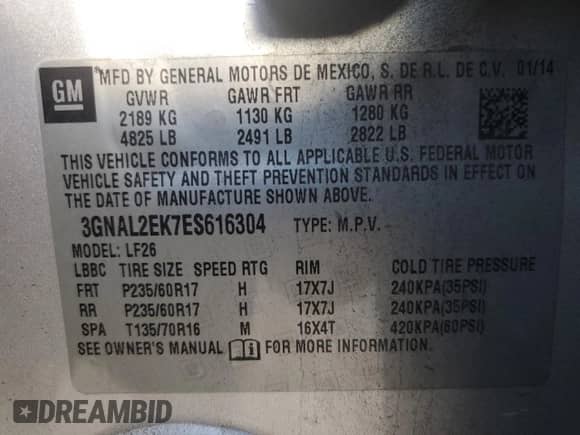 GM
*MFD BY GENERAL MOTORS DE MEXICO, S. DE R.L. DE C.V. 01/14
GVWR GAWR FRT GAWR RR
2189 KG 1130 KG 1280 KG
4825 LB 2491 LB 2822 LB
THIS VEHICLE CONFORMS TO ALL APPLICABLE U.S. FEDERAL MOTOR
VEHICLE SAFETY AND THEFT PREVENTION STANDARDS IN EFFECT ON
THE DATE OF MANUFACTURE SHOWN ABOVE.
3GNAL2EK7ES616304 TYPE: M.P.V.
MODEL: LF26
LBBC TIRE SIZE SPEED RTG RIM COLD TIRE PRESSURE
FRT P235/60R17 H 17X7J 240KPA(35PSI)
RR P235/60R17 H 17X7J 240KPA(35PSI)
SPA T135/70R16 M 16X4T 420KPA(60PSI)
SEE OWNER'S MANUAL FOR MORE INFORMATION.
DREAMBID